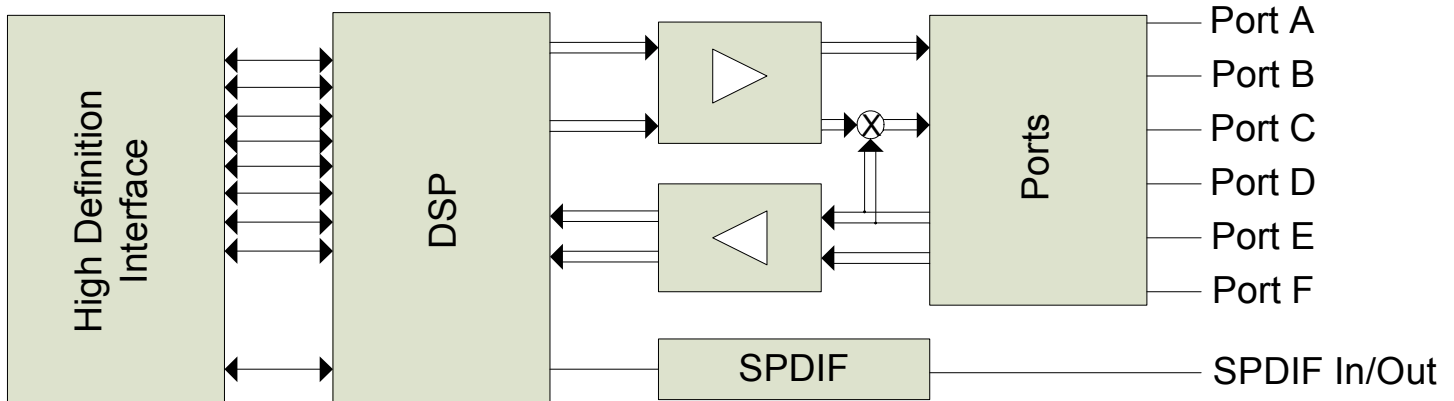 High Definition
Interface
DSP
X
Ports
Port A
Port B
Port C
Port D
Port E
Port F
SPDIF
SPDIF In/Out